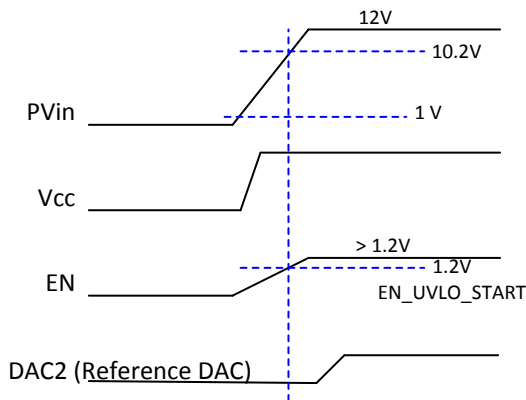 12V
10.2V
PVin
1 V
Vcc
> 1.2V
1.2V
EN
EN_UVLO_START
DAC2 (Reference DAC)